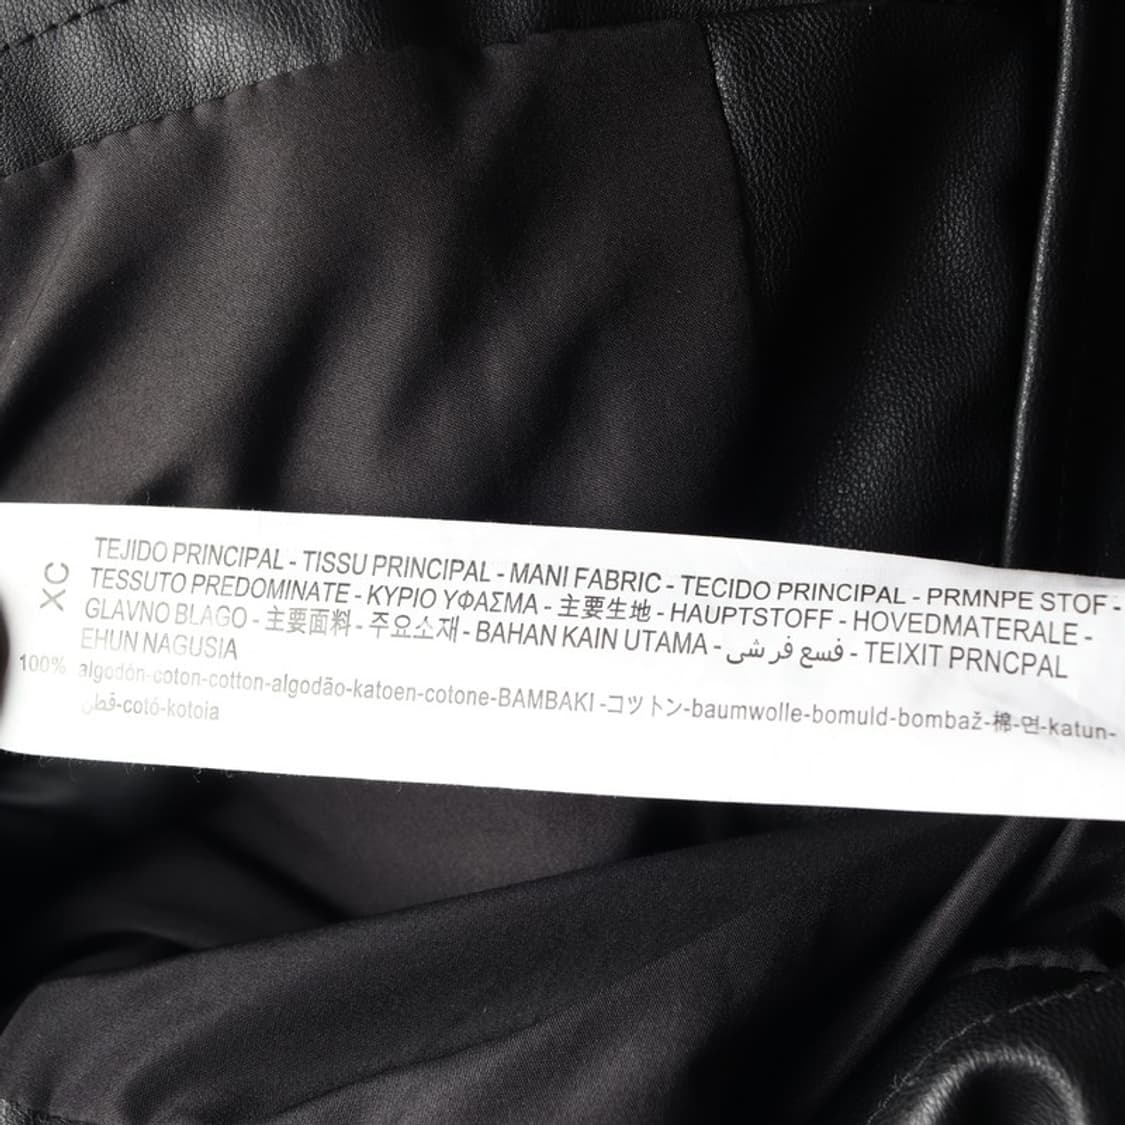 XC
TEJIDO PRINCIPAL - TISSU PRINCIPAL - MANI FABRIC - TECIDO PRINCIPAL - PRMNPE STOF -
TESSUTO PREDOMINATE - ΚΥΡΙΟ ΥΦΑΣΜΑ - 主要生地 - HAUPTSTOFF - HOVEDMATERALE -
GLAVNO BLAGO - 主要面料 - 주요소재 - BAHAN KAIN UTAMA - فسع فر شى - TEIXIT PRNCPAL
EHUN NAGUSIA
100% algodón-coton-cotton-algodão-katoen-cotone-BAMBAKI -コットン-baumwolle-bomuld-bombaž-棉-면-katun-
قطن-cotó-kotoia